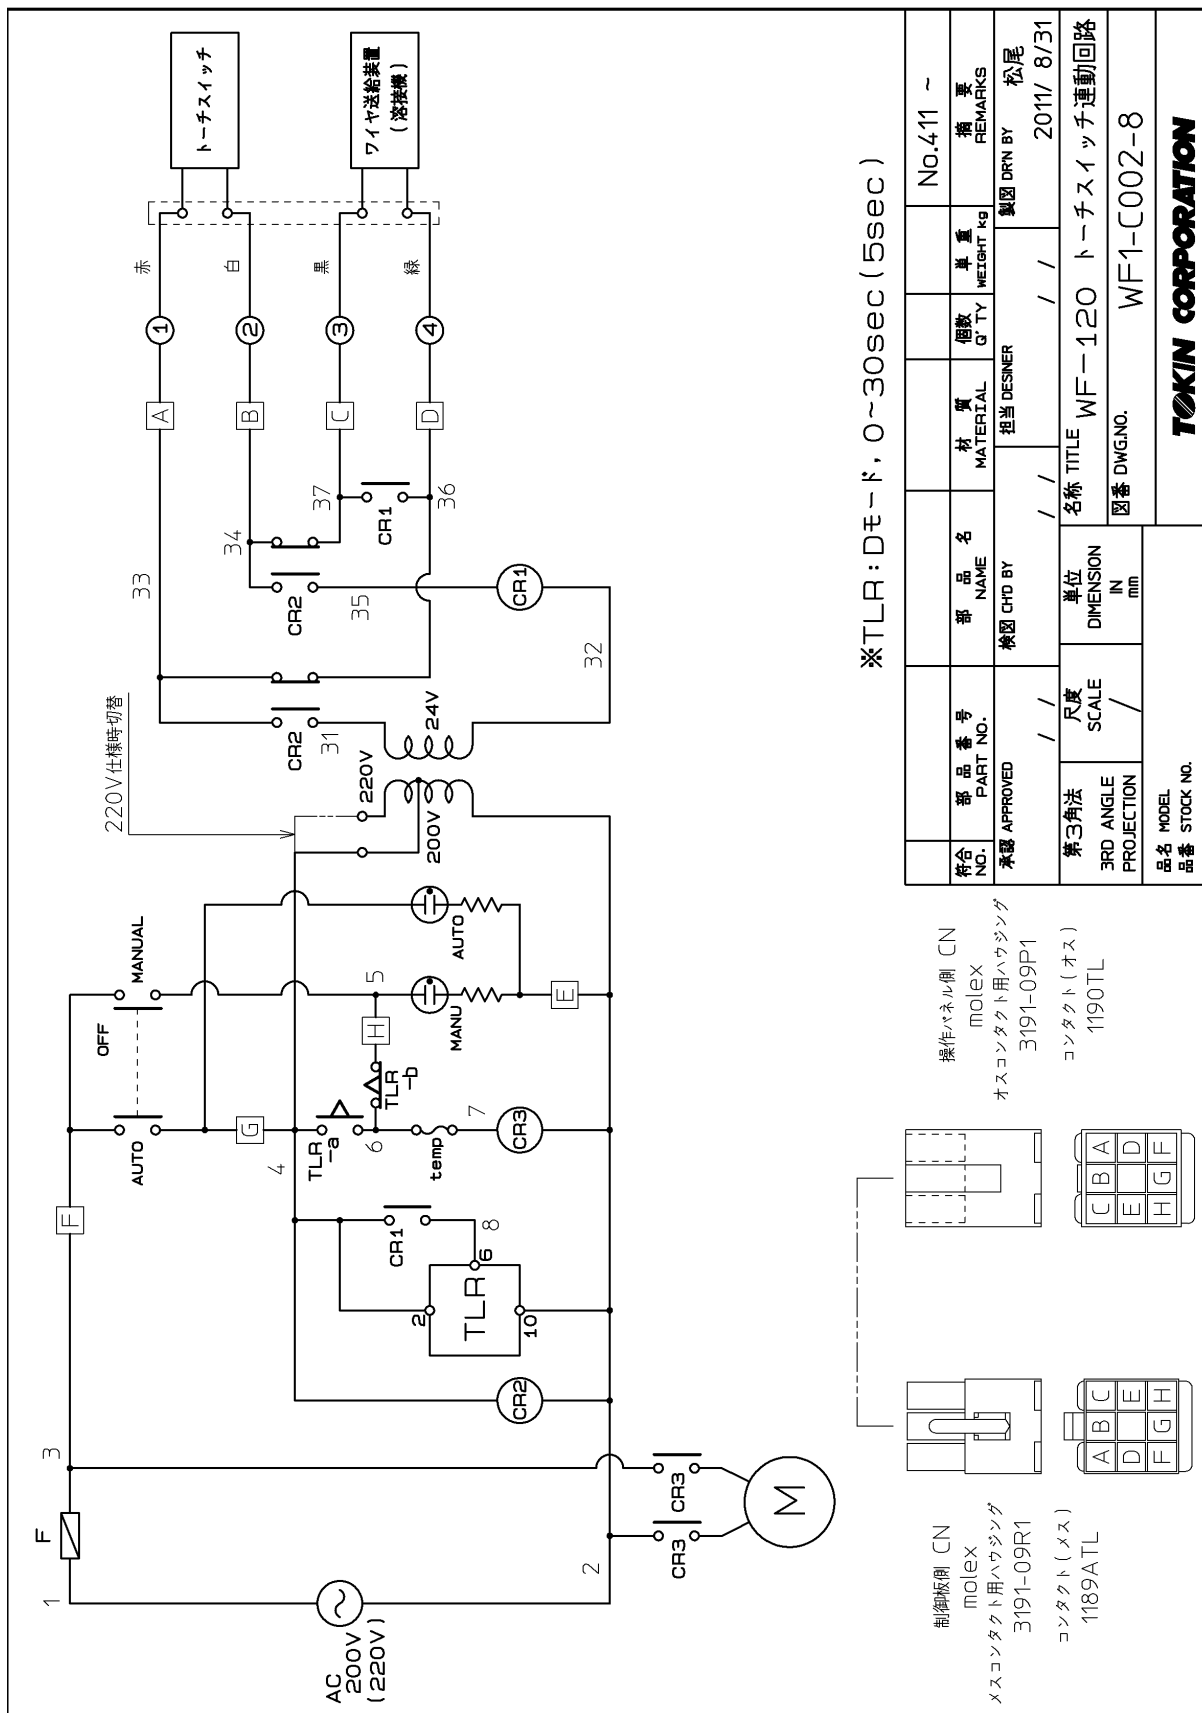 AC
200V
(220V)
1
F
3
2
CR3
CR3
M
F
AUTO
OFF
MANUAL
G
4
CR2
TLR
2
6
10
CR1
8
TLR
-a
6
TLR
-b
H
5
temp
7
CR3
MANU
AUTO
E
220V仕様時切替
200V
220V
24V
CR2
31
32
33
CR2
34
35
CR1
37
CR1
36
A
B
C
D
1
2
3
4
赤
白
黒
緑
トーチスイッチ
ワイヤ送給装置
(溶接機)
※TLR:Dモード, 0~30sec(5sec)
制御板側 CN
molex
メスコンタクト用ハウジング
3191-09R1
コンタクト(メス)
1189ATL
A B C
D E
F G H
操作パネル側 CN
molex
オスコンタクト用ハウジング
3191-09P1
コンタクト(オス)
1190TL
C B A
E D
H G F
No.411 ~
符合 NO.
部品番号 PART NO.
部品名 NAME
材質 MATERIAL
個数 Q'TY
単重 WEIGHT kg
摘要 REMARKS
承認 APPROVED
/ /
検図 CH'D BY
/ /
担当 DESINER
/ /
製図 DR'N BY 松尾
2011/ 8/31
第3角法
3RD ANGLE
PROJECTION
尺度
SCALE
/
単位
DIMENSION
IN
mm
名称 TITLE
WF-120 トーチスイッチ連動回路
図番 DWG.NO.
WF1-C002-8
品名 MODEL
品番 STOCK NO.
TOKIN CORPORATION